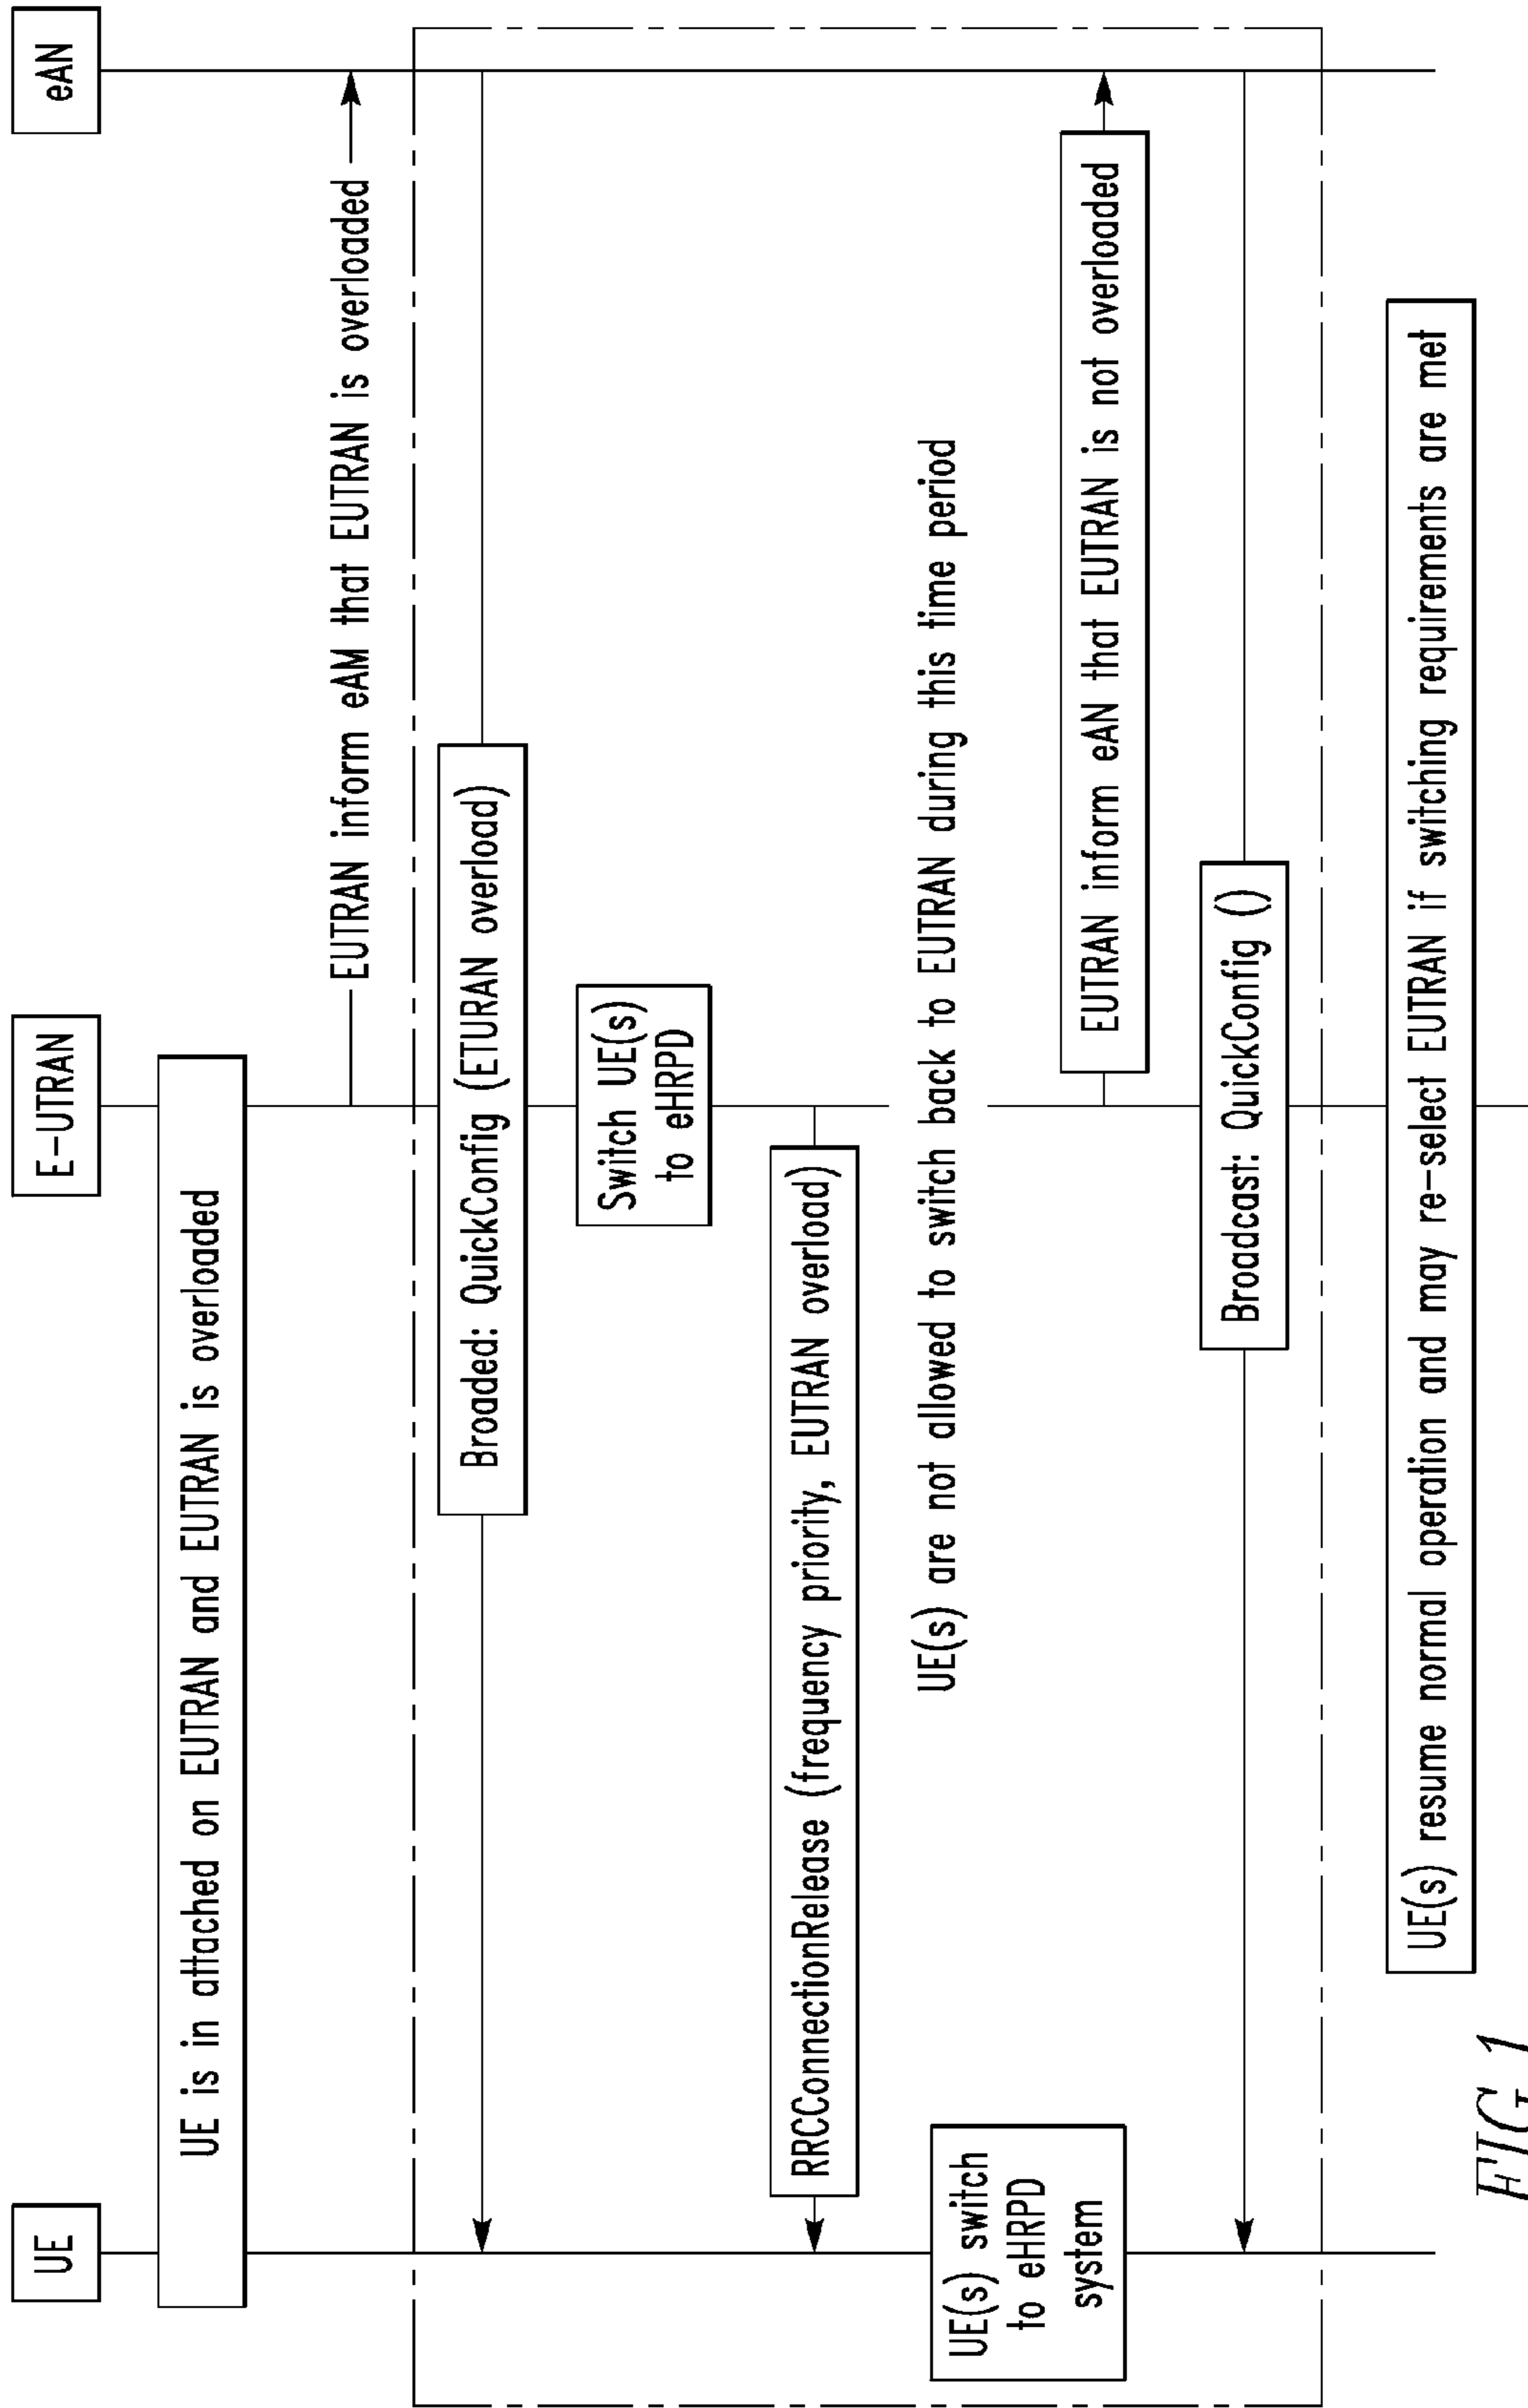 UE
E-UTRAN
eAN
UE is in attached on EUTRAN and EUTRAN is overloaded
EUTRAN inform eAM that EUTRAN is overloaded
Broaded: QuickConfig (ETURAN overload)
Switch UE(s)
to eHRPD
RRCConnectionRelease (frequency priority, EUTRAN overload)
UE(s) are not allowed to switch back to EUTRAN during this time period
UE(s) switch
to eHRPD
system
EUTRAN inform eAN that EUTRAN is not overloaded
Broadcast: QuickConfig ()
UE(s) resume normal operation and may re-select EUTRAN if switching requirements are met
FIG. 1